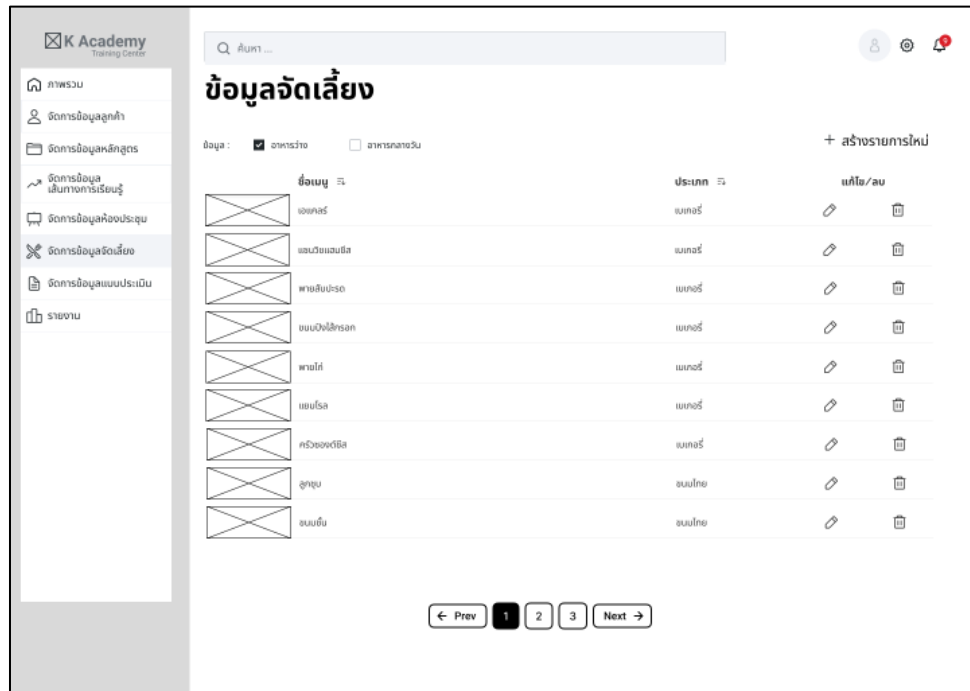 K Academy
Training Center
ภาพรวม
จัดการข้อมูลลูกค้า
จัดการข้อมูลหลักสูตร
จัดการข้อมูล
เส้นทางการเรียนรู้
จัดการข้อมูลห้องประชุม
จัดการข้อมูลจัดเลี้ยง
จัดการข้อมูลแบบประเมิน
รายงาน
ค้นหา ...
ข้อมูลจัดเลี้ยง
ข้อมูล : อาหารว่าง อาหารกลางวัน
+ สร้างรายการใหม่
ชื่อเมนู ประเภท แก้ไข/ลบ
เอแคลร์ เบเกอรี่
แซนวิชแฮมชีส เบเกอรี่
พายสับปะรด เบเกอรี่
ขนมปังไส้กรอก เบเกอรี่
พายไก่ เบเกอรี่
แยมโรล เบเกอรี่
ครัวซองต์ชีส เบเกอรี่
ลูกชุบ ขนมไทย
ขนมชั้น ขนมไทย
← Prev 1 2 3 Next →